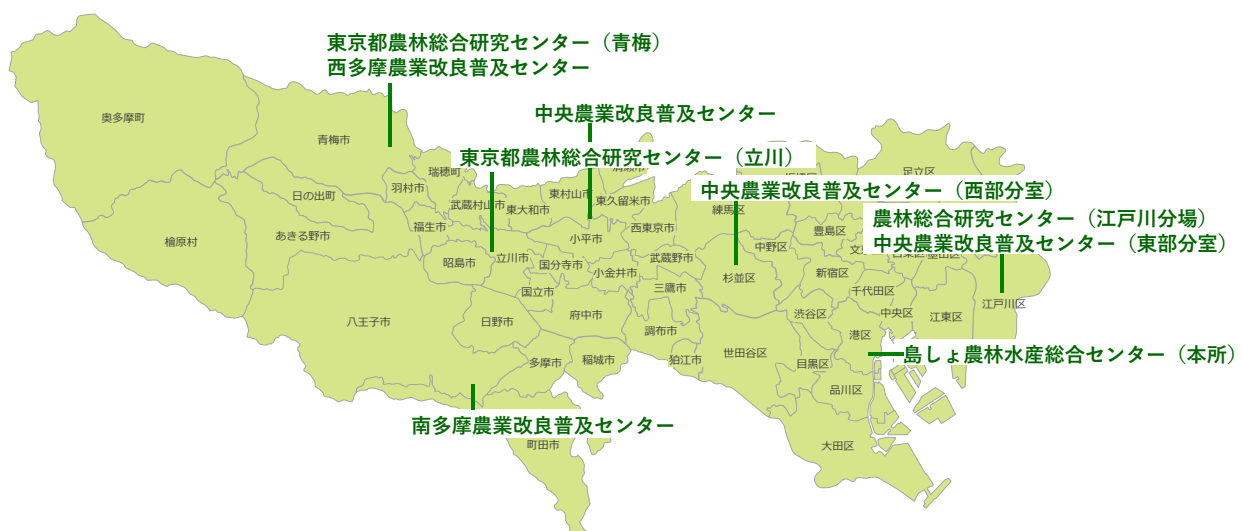 東京都農林総合研究センター（青梅）
西多摩農業改良普及センター
中央農業改良普及センター
東京都農林総合研究センター（立川）
中央農業改良普及センター（西部分室）
農林総合研究センター（江戸川分場）
中央農業改良普及センター（東部分室）
島しょ農林水産総合センター（本所）
南多摩農業改良普及センター
奥多摩町
青梅市
瑞穂町
足立区
日の出町
羽村市
武蔵村山市
東大和市
東村山市
東久留米市
練馬区
檜原村
あきる野市
福生市
小平市
西東京市
豊島区
昭島市
立川市
国分寺市
小金井市
武蔵野市
中野区
杉並区
新宿区
国立市
三鷹市
千代田区
江戸川区
八王子市
日野市
府中市
調布市
渋谷区
港区
中央区
江東区
多摩市
稲城市
狛江市
世田谷区
目黒区
品川区
町田市
大田区